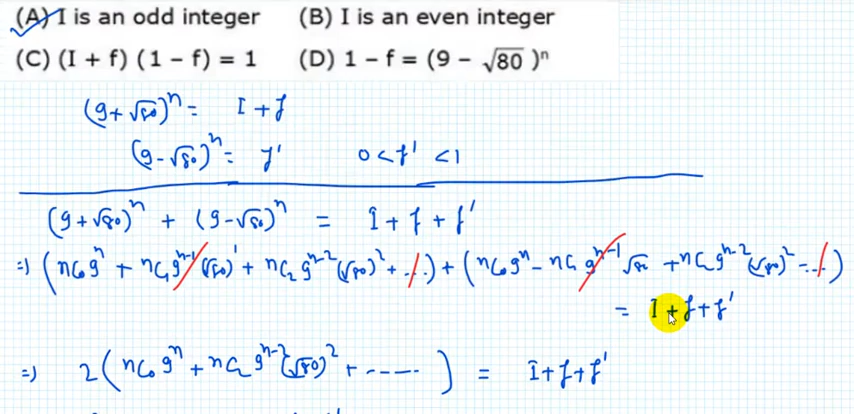 (A) I is an odd integer (B) I is an even integer
(C) (I + f) (1 − f) = 1 (D) 1 − f = (9 − √80 )ⁿ
(9+√80)ⁿ = I + f
(9-√80)ⁿ = f' 0 < f' < 1
(9+√80)ⁿ + (9-√80)ⁿ = I + f + f'
⇒ (nC₀ 9ⁿ + nC₁ 9ⁿ⁻¹ (√80)¹ + nC₂ 9ⁿ⁻² (√80)² + ....) + (nC₀ 9ⁿ - nC₁ 9ⁿ⁻¹ √80 + nC₂ 9ⁿ⁻² (√80)² - ....)
= I + f + f'
⇒ 2 (nC₀ 9ⁿ + nC₂ 9ⁿ⁻² (√80)² + ------) = I + f + f'